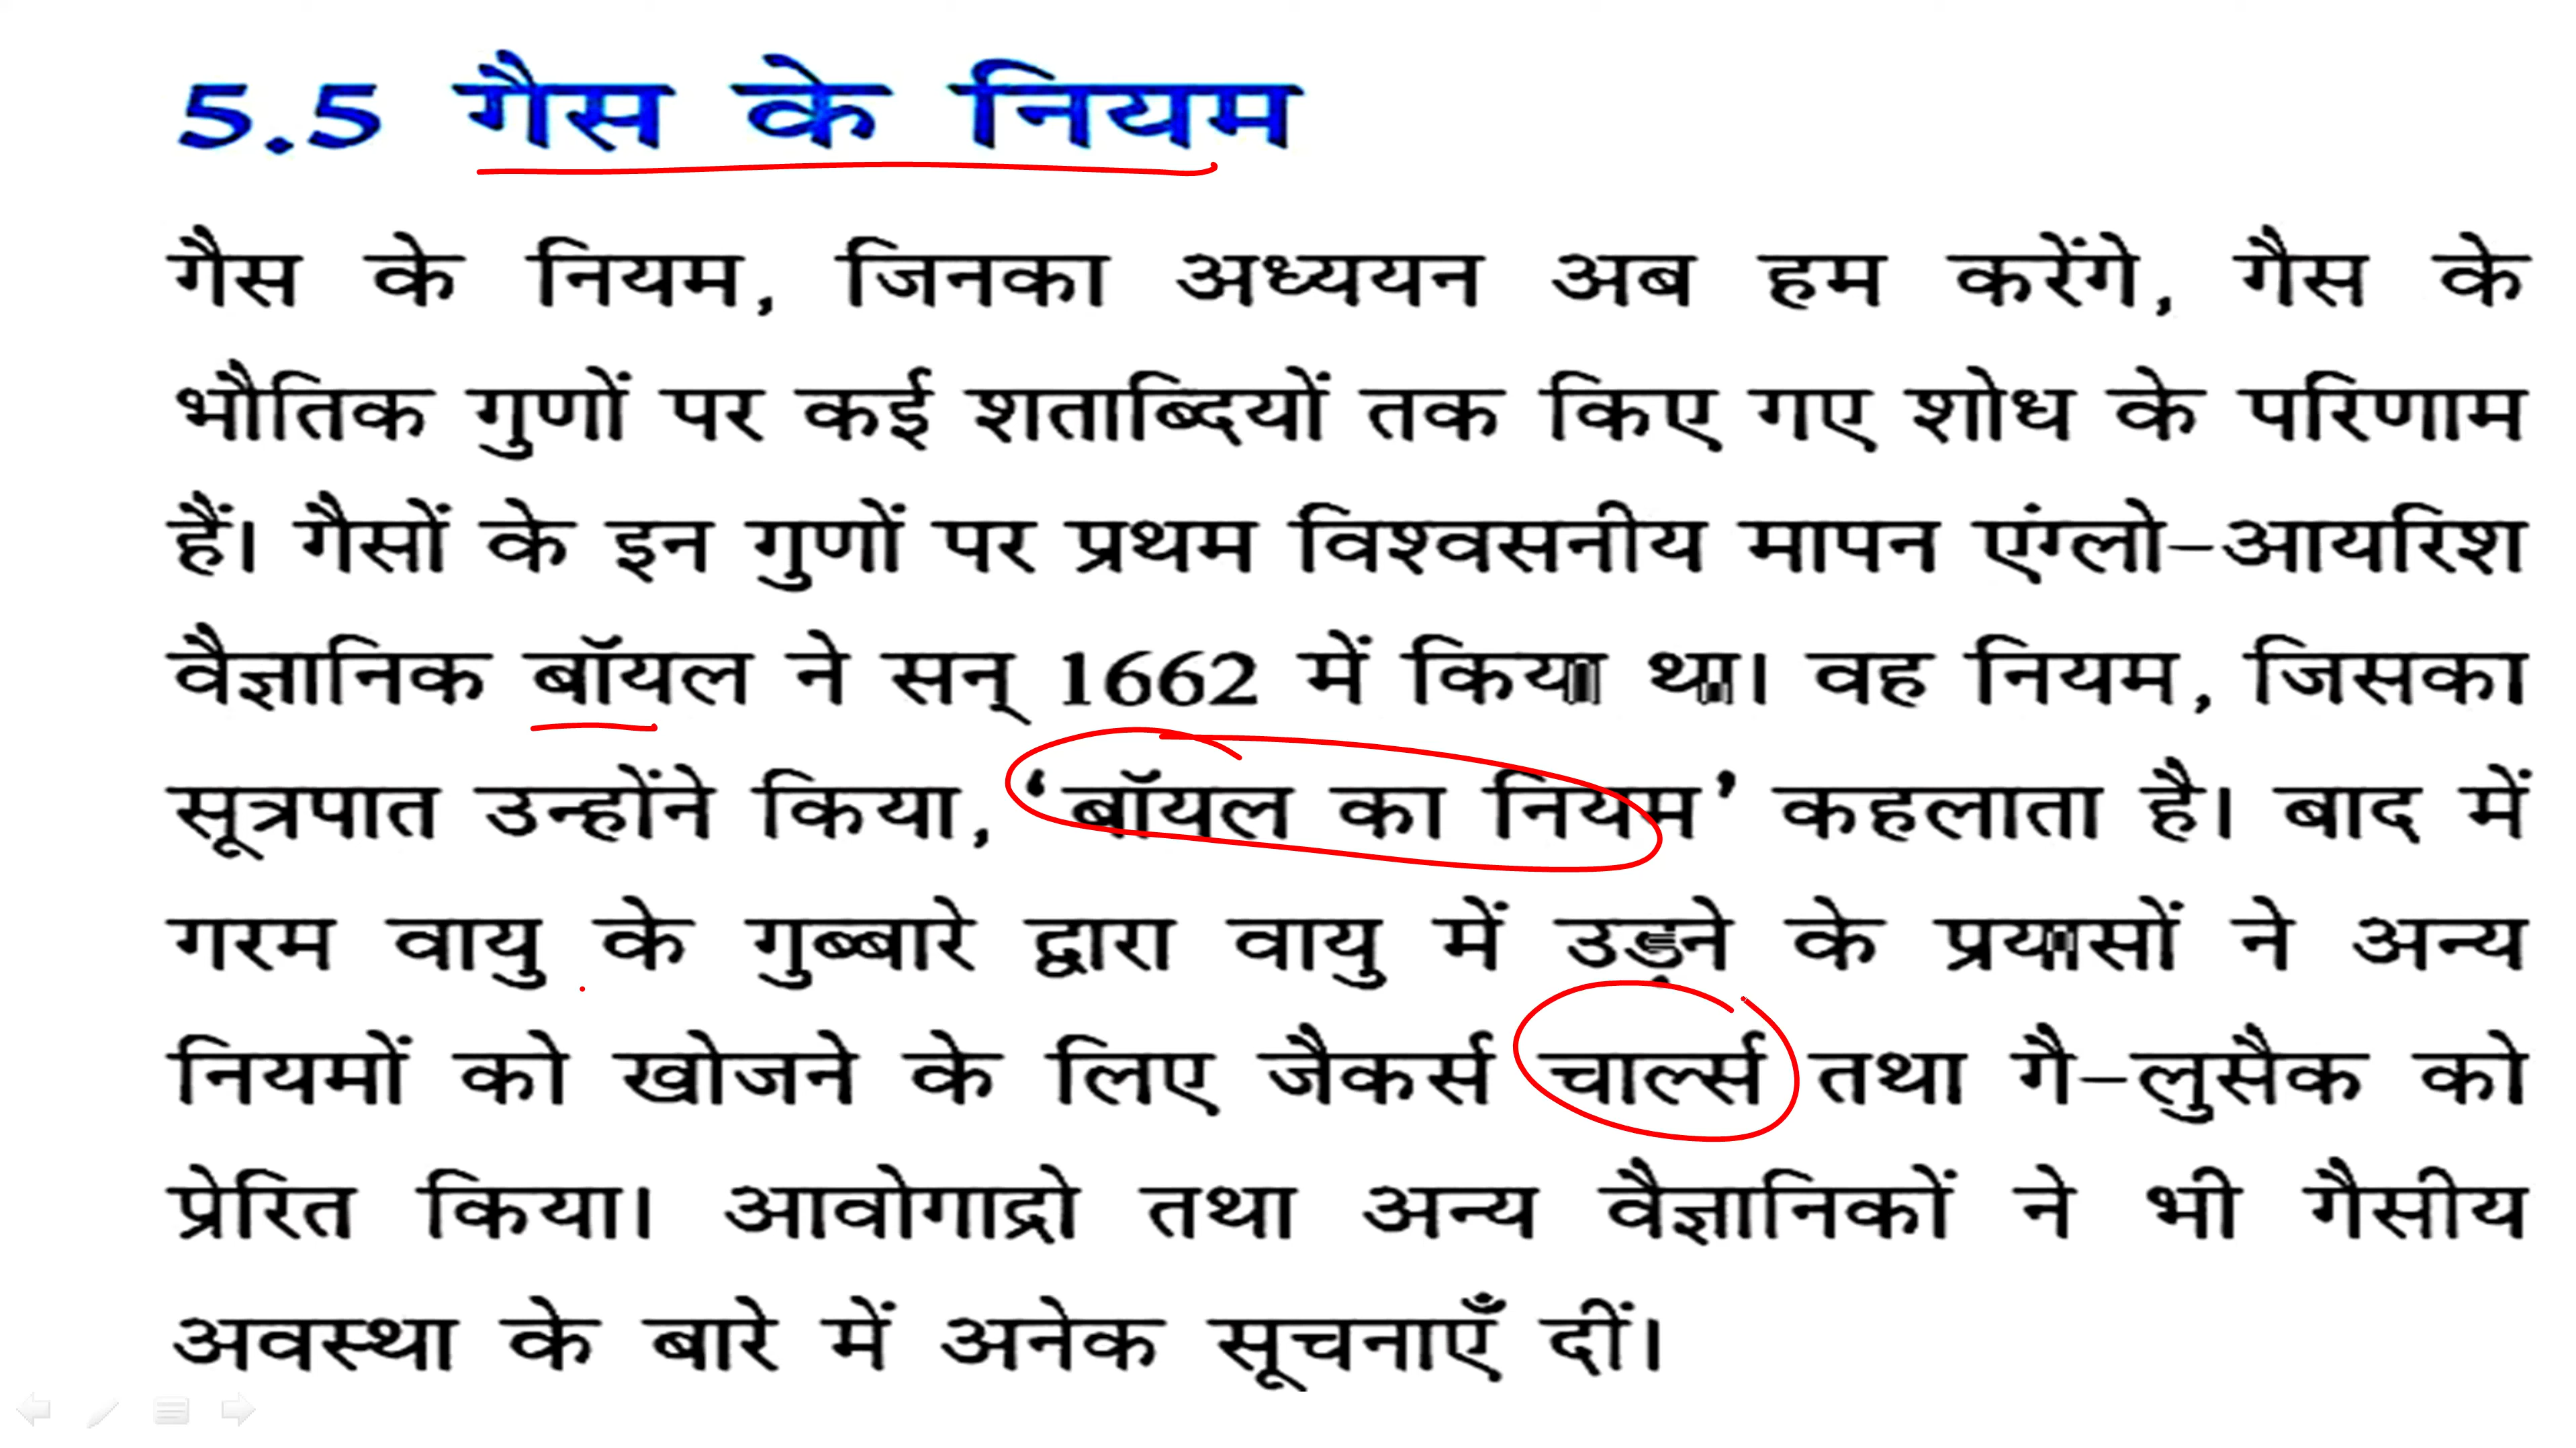 5.5 गैस के नियम
गैस के नियम, जिनका अध्ययन अब हम करेंगे, गैस के
भौतिक गुणों पर कई शताब्दियों तक किए गए शोध के परिणाम
हैं। गैसों के इन गुणों पर प्रथम विश्वसनीय मापन एंग्लो-आयरिश
वैज्ञानिक बॉयल ने सन् 1662 में किया था। वह नियम, जिसका
सूत्रपात उन्होंने किया, ‘बॉयल का नियम’ कहलाता है। बाद में
गरम वायु के गुब्बारे द्वारा वायु में उड़ने के प्रयासों ने अन्य
नियमों को खोजने के लिए जैकर्स चार्ल्स तथा गै-लुसैक को
प्रेरित किया। आवोगाद्रो तथा अन्य वैज्ञानिकों ने भी गैसीय
अवस्था के बारे में अनेक सूचनाएँ दीं।